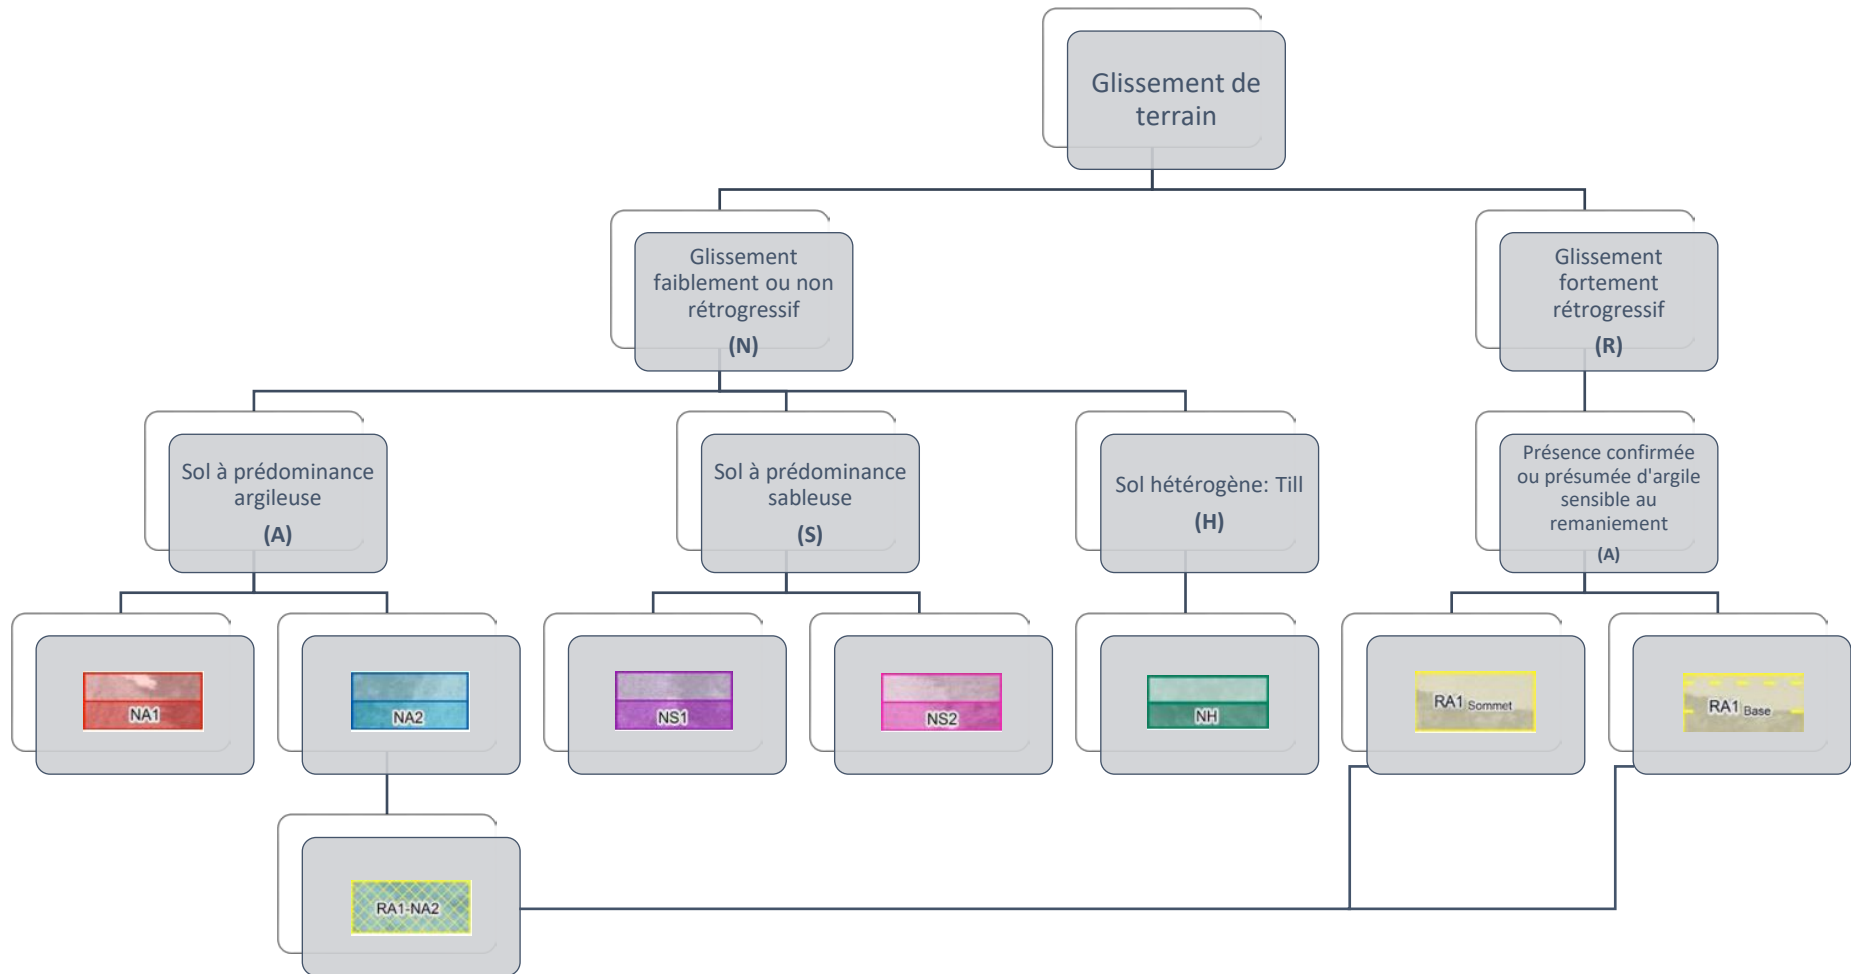 Glissement de
terrain
Glissement
faiblement ou non
rétrogressif
(N)
Glissement
fortement
rétrogressif
(R)
Sol à prédominance
argileuse
(A)
Sol à prédominance
sableuse
(S)
Sol hétérogène: Till
(H)
Présence confirmée
ou présumée d'argile
sensible au
remaniement
(A)
NA1
NA2
NS1
NS2
NH
RA1 Sommet
RA1 Base
RA1-NA2